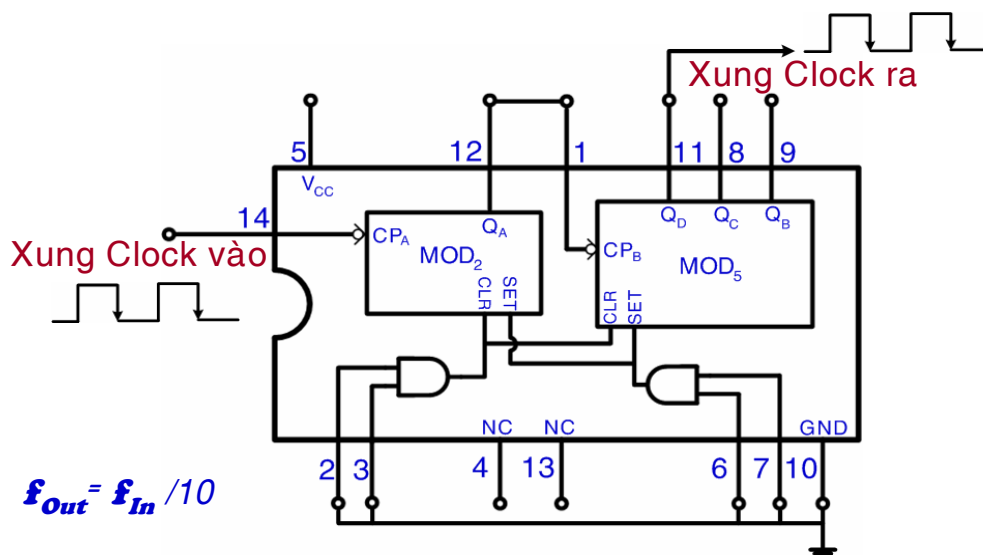 Xung Clock ra
5 12 1 11 8 9
VCC
14
QA
QD QC QB
CPA
CPB
MOD2
MOD5
Xung Clock vào
CLR SET
CLR SET
NC NC GND
2 3 4 13 6 7 10
fOut = fIn /10